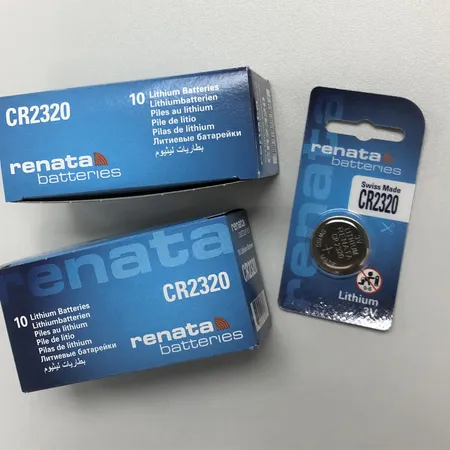 CR2320
10 Lithium Batteries
Lithiumbatterien
Piles au lithium
Pile de litio
Pilas de lithium
Литиевые батарейки
بطاريات ليثيوم
renata
batteries
renata
batteries
Swiss Made
CR2320
Lithium
3V
renata
renata
CR2320
10 Lithium Batteries
Lithiumbatterien
Piles au lithium
Pile de litio
Pilas de lithium
Литиевые батарейки
بطاريات ليثيوم
CR2320
renata
batteries